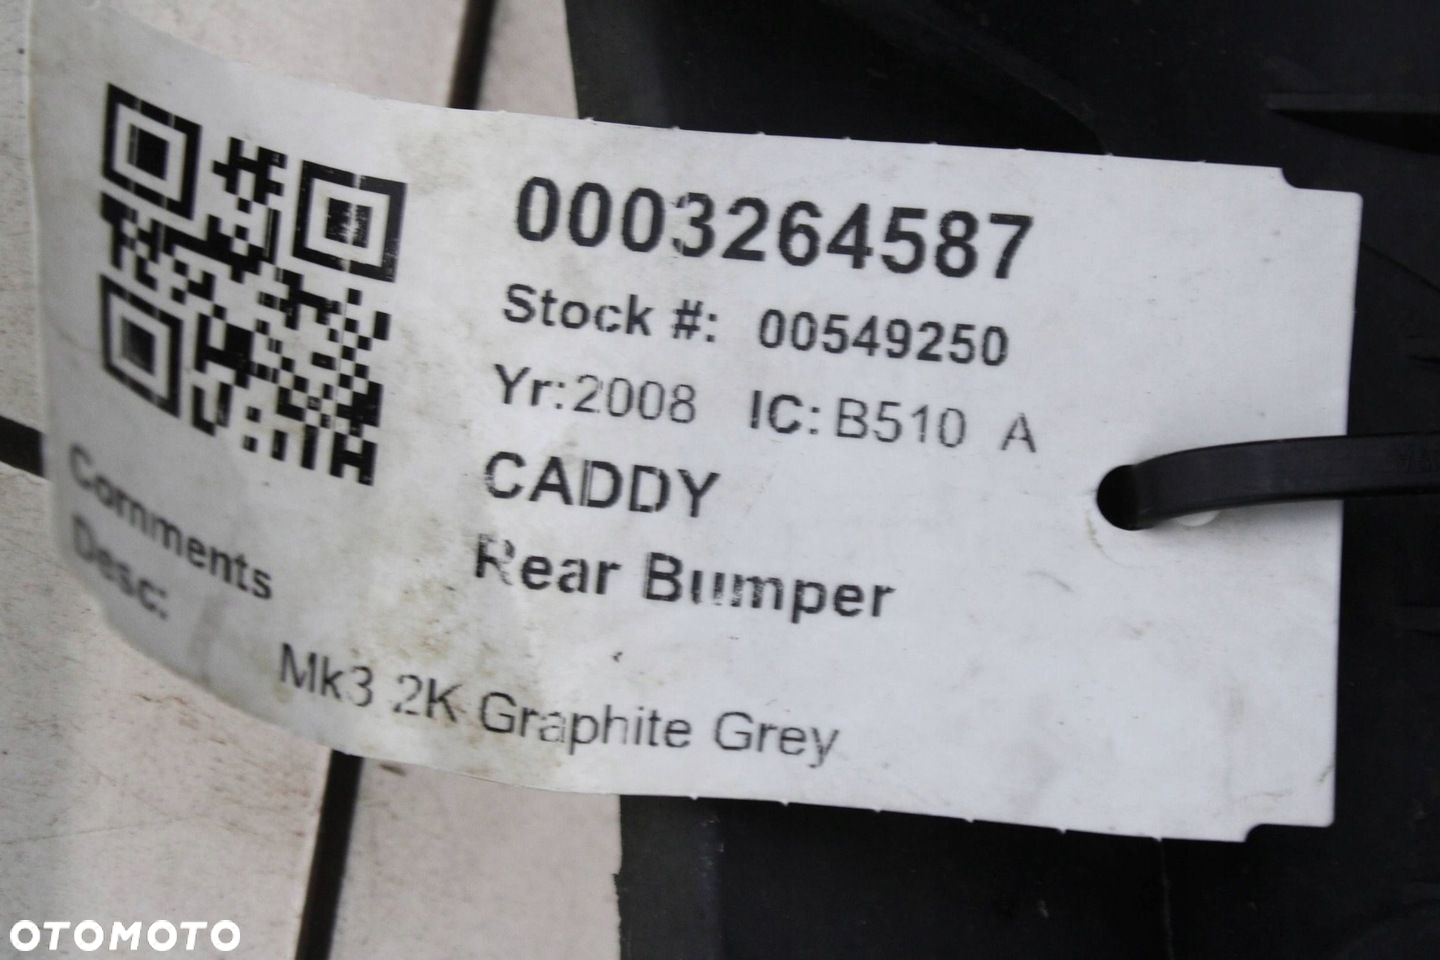 0003264587
Stock #: 00549250
Yr:2008 IC:B510 A
CADDY
Rear Bumper
Comments
Desc:
Mk3 2K Graphite Grey
OTOMOTO